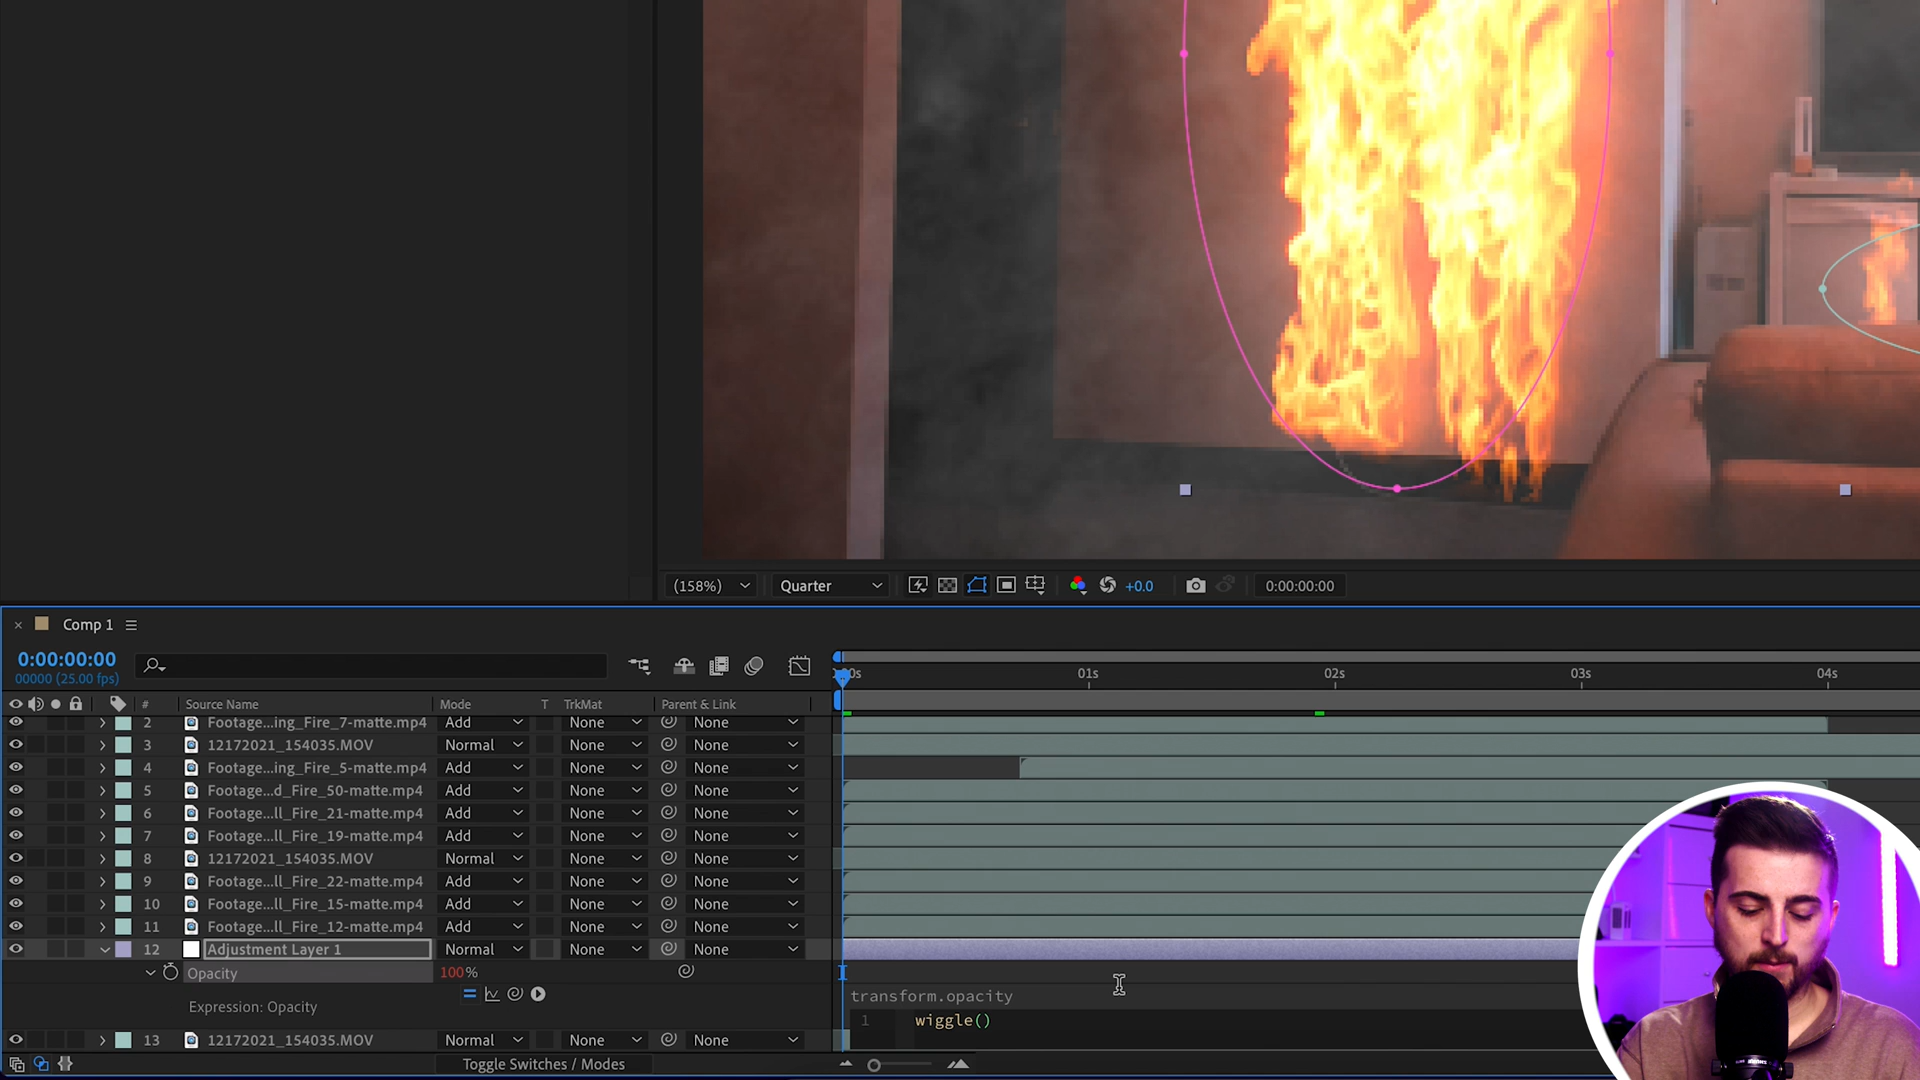 (158%) Quarter +0.0 0:00:00:00
× Comp 1
0:00:00:00
00000 (25.00 fps)
01s 02s 03s 04s
# Source Name Mode T TrkMat Parent & Link
2 Footage...ing_Fire_7-matte.mp4 Add None None
3 12172021_154035.MOV Normal None None
4 Footage...ing_Fire_5-matte.mp4 Add None None
5 Footage...d_Fire_50-matte.mp4 Add None None
6 Footage...ll_Fire_21-matte.mp4 Add None None
7 Footage...ll_Fire_19-matte.mp4 Add None None
8 12172021_154035.MOV Normal None None
9 Footage...ll_Fire_22-matte.mp4 Add None None
10 Footage...ll_Fire_15-matte.mp4 Add None None
11 Footage...ll_Fire_12-matte.mp4 Add None None
12 Adjustment Layer 1 Normal None None
Opacity 100%
transform.opacity
Expression: Opacity
1 wiggle()
13 12172021_154035.MOV Normal None None
Toggle Switches / Modes